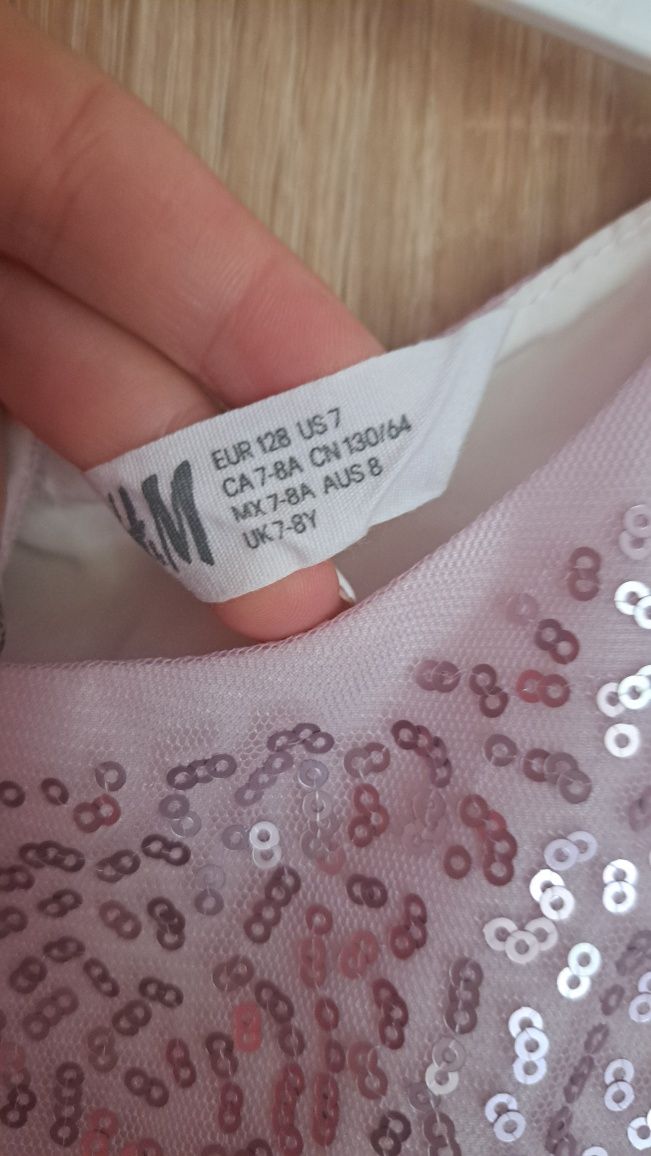 H&M
EUR 128 US 7
CA 7-8A CN 130/64
MX 7-8A AUS 8
UK 7-8Y